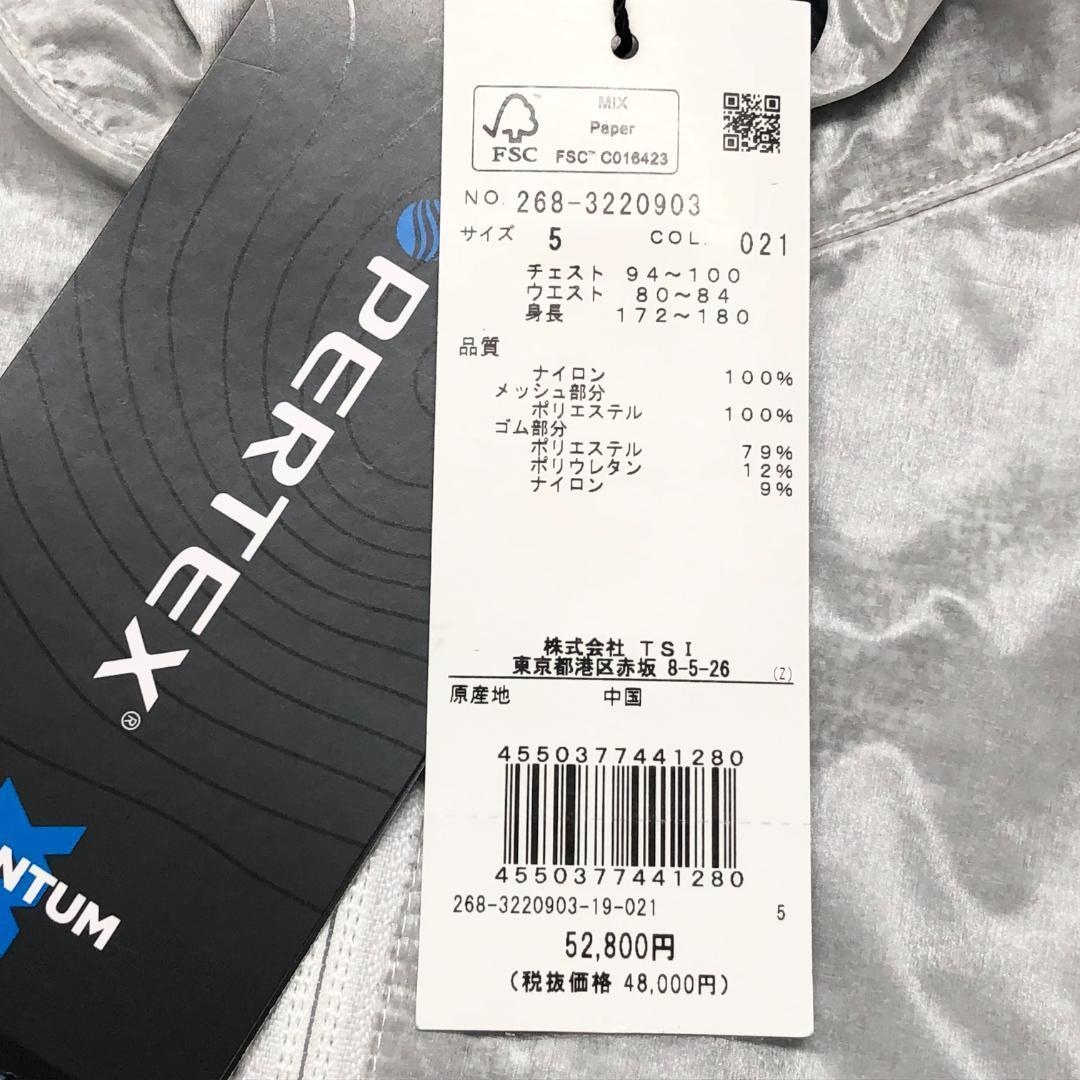 MIX
Paper
FSC™ C016423
FSC
NO. 268-3220903
サイズ 5 COL. 021
チェスト 94～100
ウエスト 80～84
身長 172～180
品質
ナイロン 100%
メッシュ部分
ポリエステル 100%
ゴム部分
ポリエステル 79%
ポリウレタン 12%
ナイロン 9%
株式会社 TSI
東京都港区赤坂 8-5-26 (Z)
原産地 中国
4550377441280
4550377441280
268-3220903-19-021 5
52,800円
(税抜価格 48,000円)
PERTEX®
NTUM